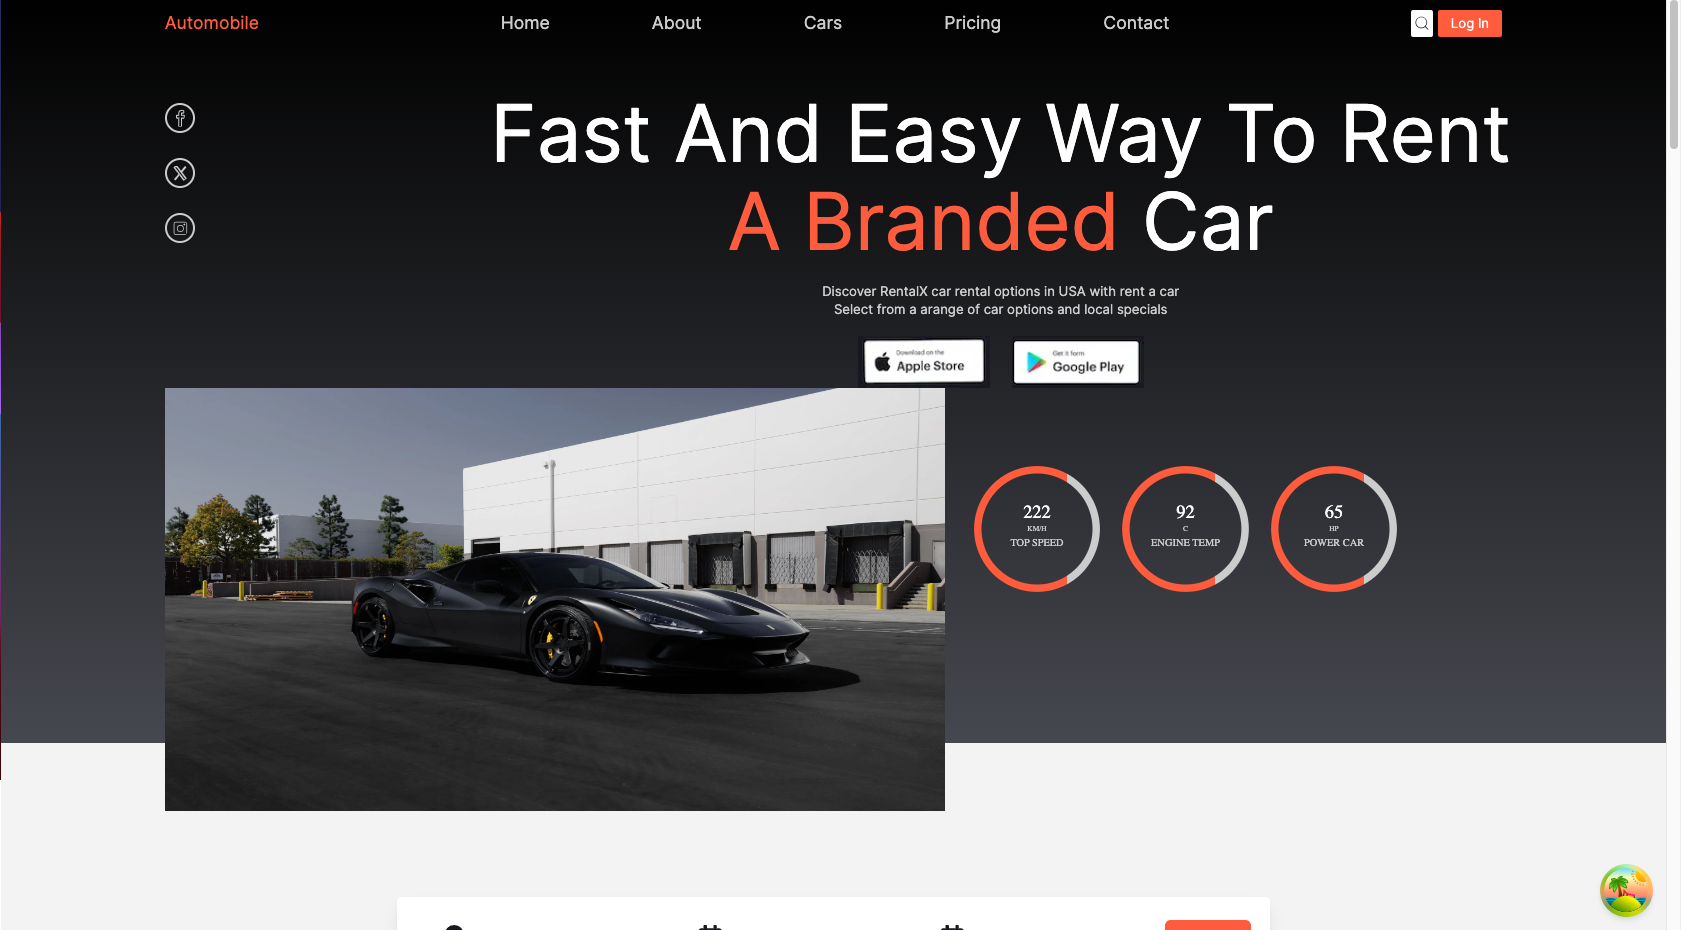 Automobile
Home
About
Cars
Pricing
Contact
Log In
Fast And Easy Way To Rent
A Branded Car
Discover RentalX car rental options in USA with rent a car
Select from a arange of car options and local specials
Download on the
Apple Store
Get it form
Google Play
222
KM/H
TOP SPEED
92
C
ENGINE TEMP
65
HP
POWER CAR